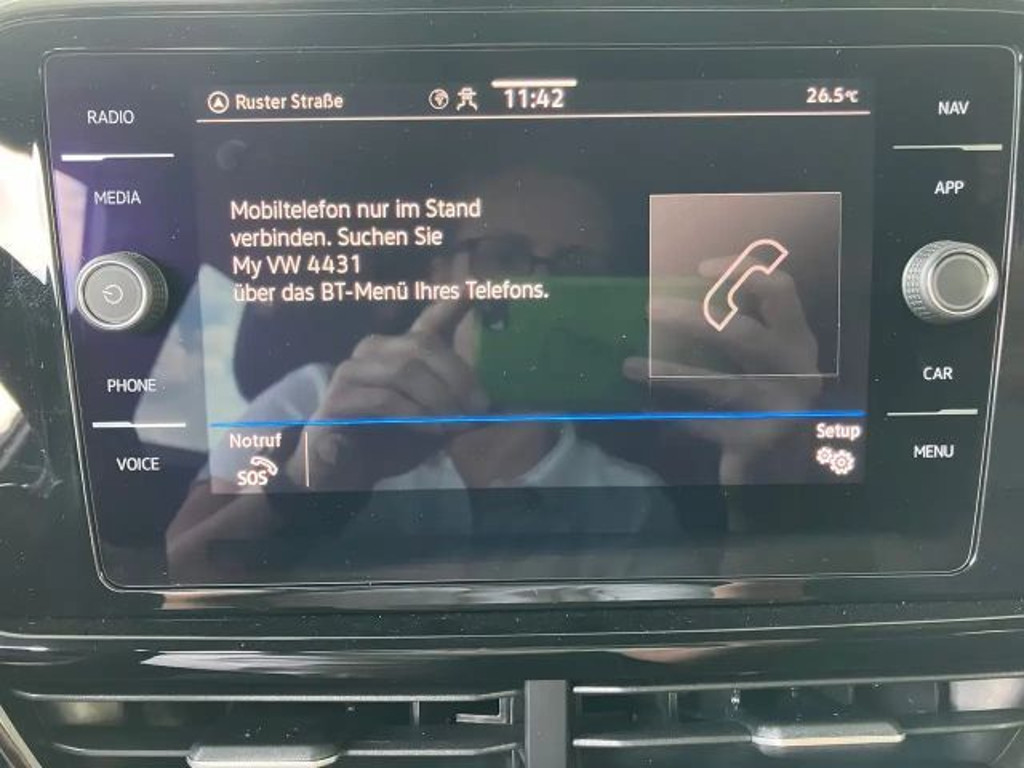 RADIO
MEDIA
PHONE
VOICE
Ruster Straße
11:42
26.5°C
Mobiltelefon nur im Stand
verbinden. Suchen Sie
My VW 4431
über das BT-Menü Ihres Telefons.
Notruf
SOS
Setup
NAV
APP
CAR
MENU